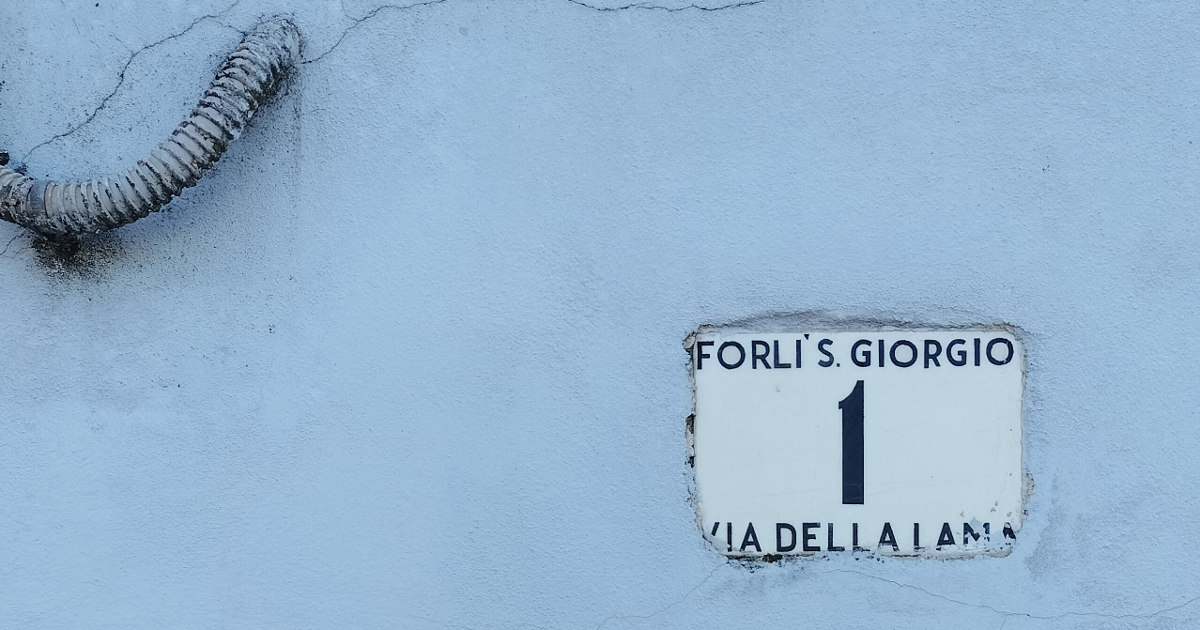 FORLI' S. GIORGIO
1
VIA DELLA LAMA